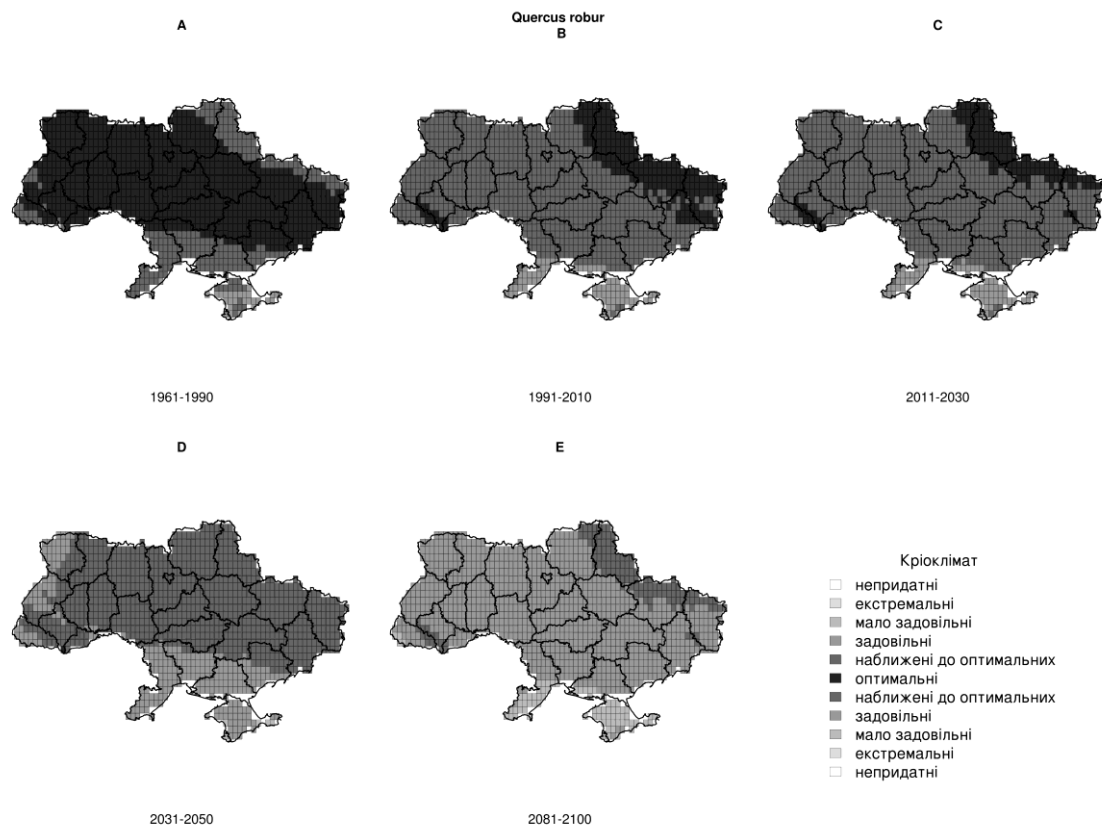 Quercus robur
A
B
C
1961-1990
1991-2010
2011-2030
D
E
Кріоклімат
непридатні
екстремальні
мало задовільні
задовільні
наближені до оптимальних
оптимальні
наближені до оптимальних
задовільні
мало задовільні
екстремальні
непридатні
2031-2050
2081-2100